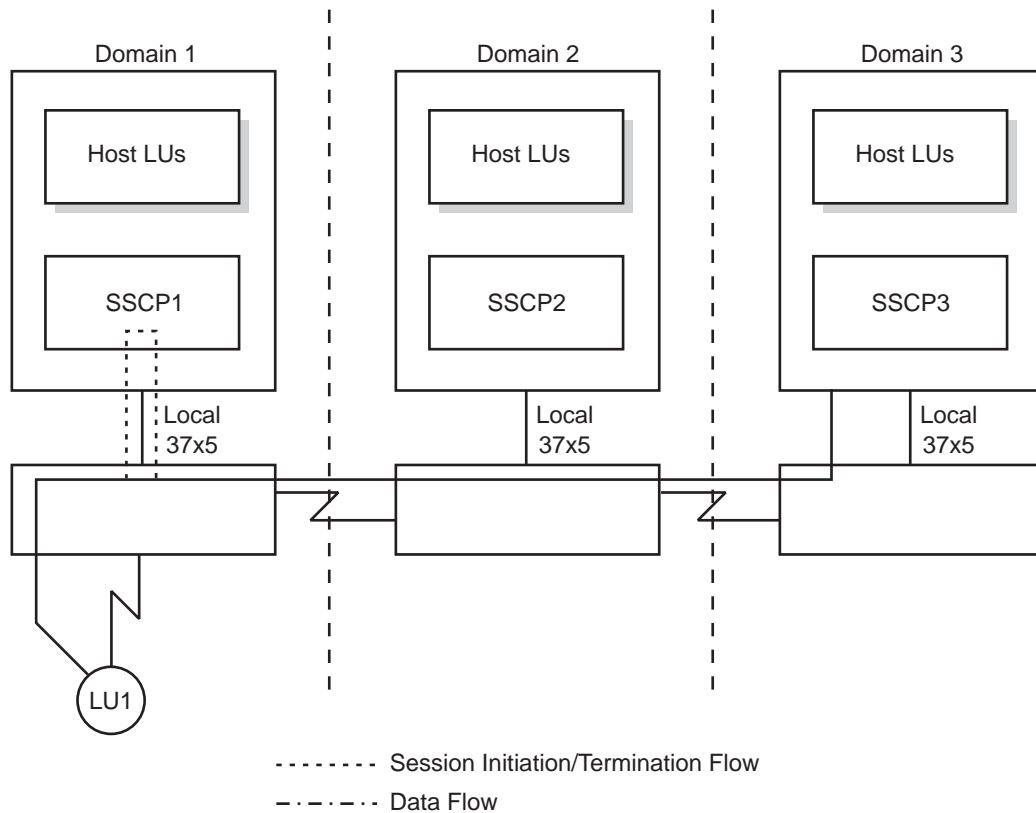 Domain 1
Domain 2
Domain 3
Host LUs
Host LUs
Host LUs
SSCP1
SSCP2
SSCP3
Local
37x5
Local
37x5
Local
37x5
LU1
Session Initiation/Termination Flow
Data Flow